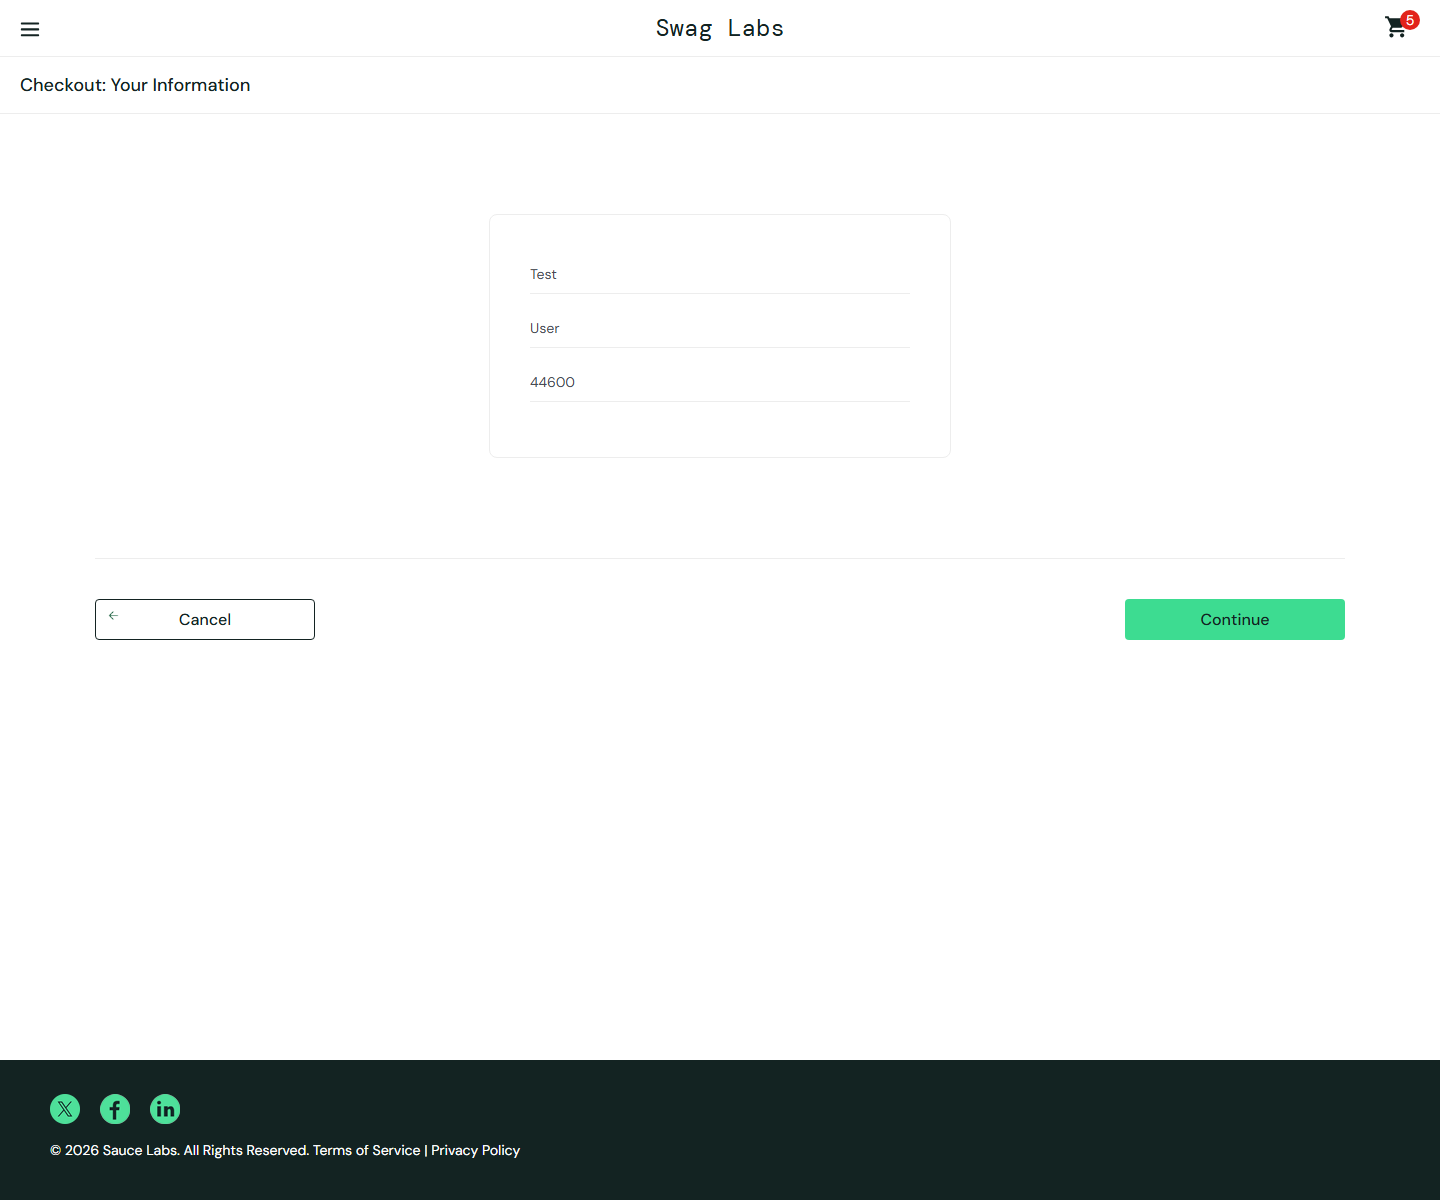 Swag Labs
5
Checkout: Your Information
Test
User
44600
Cancel
Continue
© 2026 Sauce Labs. All Rights Reserved. Terms of Service | Privacy Policy